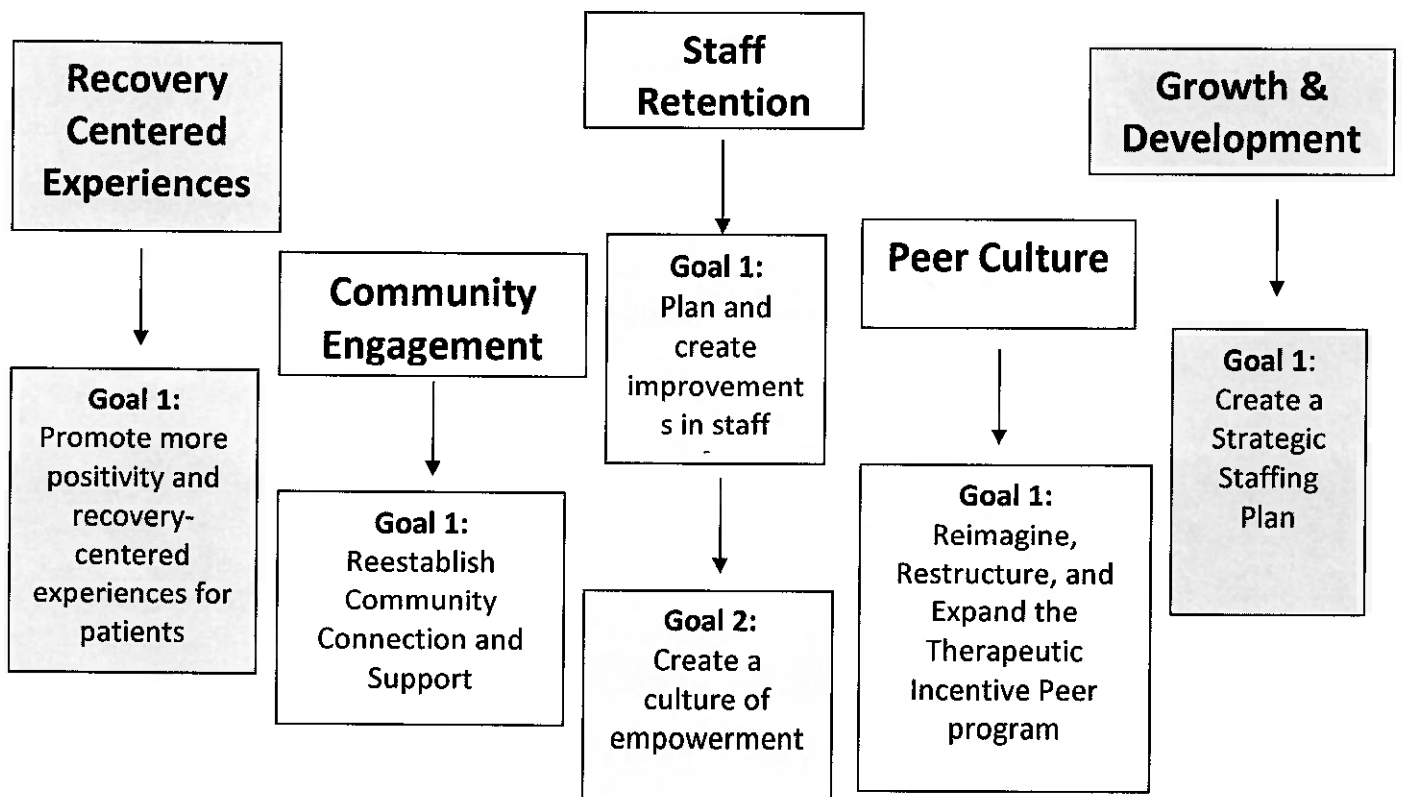 Recovery
Centered
Experiences
Goal 1:
Promote more
positivity and
recovery-
centered
experiences for
patients
Community
Engagement
Goal 1:
Reestablish
Community
Connection and
Support
Staff
Retention
Goal 1:
Plan and
create
improvement
s in staff
Goal 2:
Create a
culture of
empowerment
Peer Culture
Goal 1:
Reimagine,
Restructure, and
Expand the
Therapeutic
Incentive Peer
program
Growth &
Development
Goal 1:
Create a
Strategic
Staffing
Plan